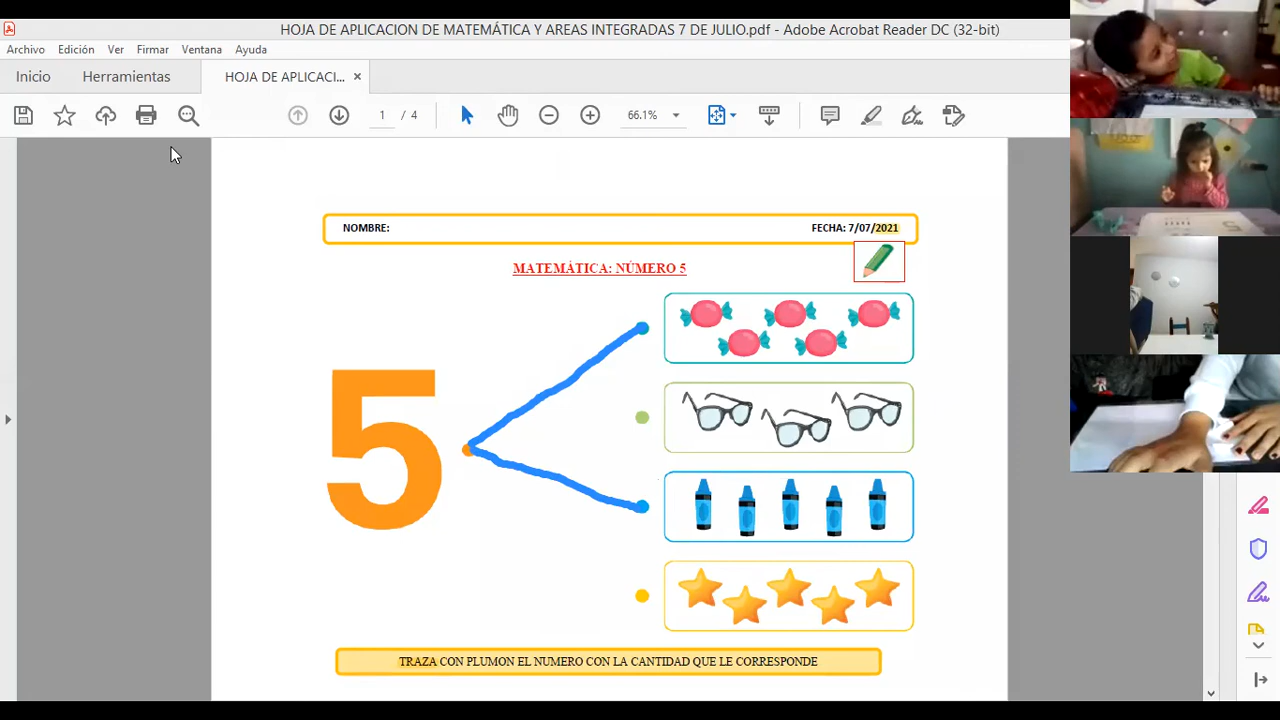 HOJA DE APLICACION DE MATEMÁTICA Y AREAS INTEGRADAS 7 DE JULIO.pdf - Adobe Acrobat Reader DC (32-bit)
Archivo Edición Ver Firmar Ventana Ayuda
Inicio Herramientas HOJA DE APLICACI... ×
1 / 4 66.1%
NOMBRE: FECHA: 7/07/2021
MATEMÁTICA: NÚMERO 5
5
TRAZA CON PLUMON EL NUMERO CON LA CANTIDAD QUE LE CORRESPONDE